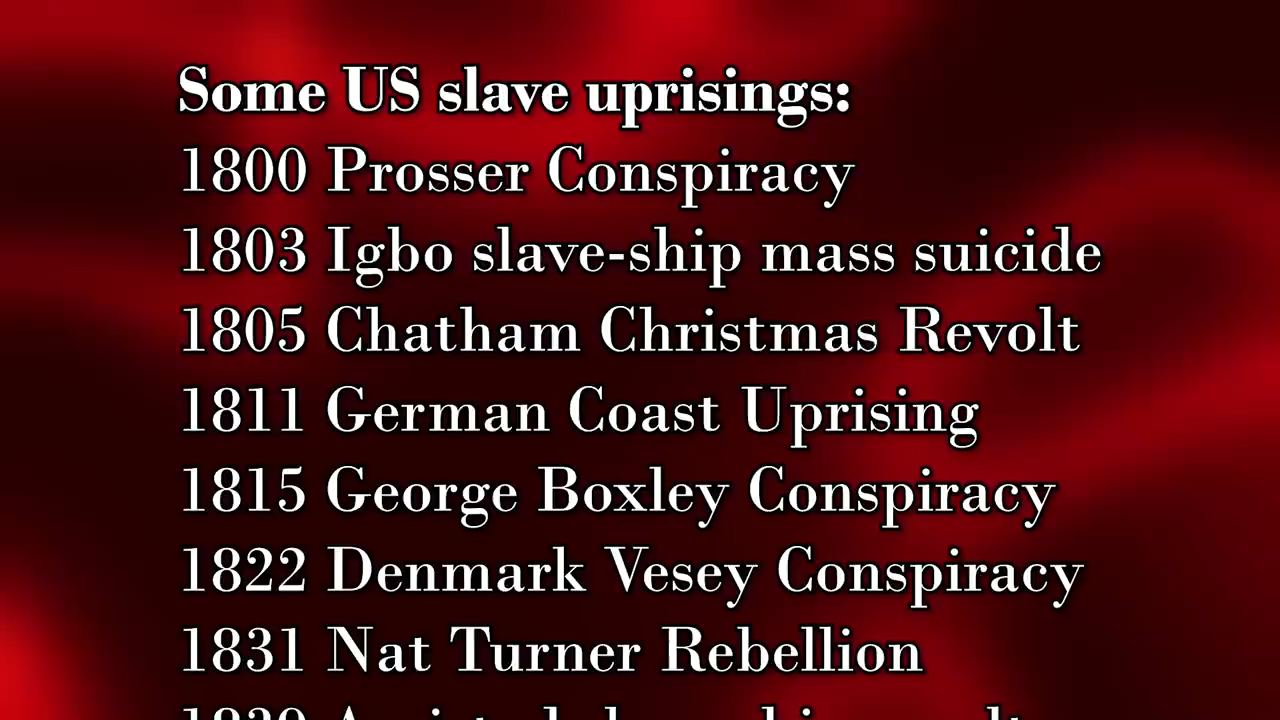 Some US slave uprisings:
1800 Prosser Conspiracy
1803 Igbo slave-ship mass suicide
1805 Chatham Christmas Revolt
1811 German Coast Uprising
1815 George Boxley Conspiracy
1822 Denmark Vesey Conspiracy
1831 Nat Turner Rebellion